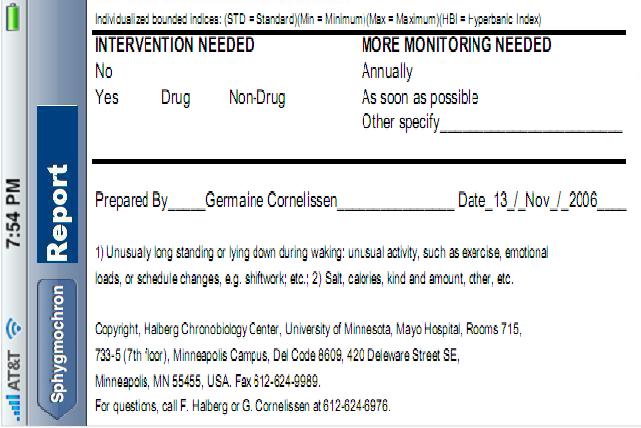 AT&T 7:54 PM
Sphygmochron Report
Individualized bounded indices: (STD = Standard)(Min = Minimum)(Max = Maximum)(HBI = Hyperbaric Index)
INTERVENTION NEEDED MORE MONITORING NEEDED
No Annually
Yes Drug Non-Drug As soon as possible
Other specify____________________________
Prepared By_____Germaine Cornelissen________________ Date_13_/_Nov_/_2006____
1) Unusually long standing or lying down during waking: unusual activity, such as exercise, emotional
loads, or schedule changes, e.g. shiftwork; etc.; 2) Salt, calories, kind and amount, other, etc.
Copyright, Halberg Chronobiology Center, University of Minnesota, Mayo Hospital, Rooms 715,
733-5 (7th floor), Minneapolis Campus, Del Code 8609, 420 Deleware Street SE,
Minneapolis, MN 55455, USA. Fax 612-624-9989.
For questions, call F. Halberg or G. Cornelissen at 612-624-6976.